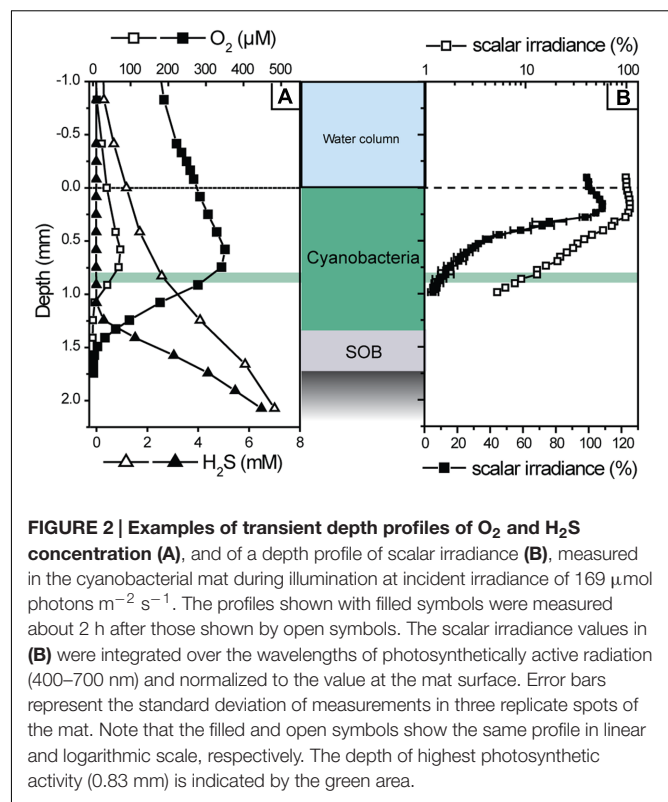 O₂ (µM)
scalar irradiance (%)
0 100 200 300 400 500
1 10 100
-1.0
-0.5
0.0
0.5
1.0
1.5
2.0
Depth (mm)
A
B
Water column
Cyanobacteria
SOB
0 2 4 6 8
0 20 40 60 80 100 120
H₂S (mM)
scalar irradiance (%)
FIGURE 2 | Examples of transient depth profiles of O₂ and H₂S
concentration (A), and of a depth profile of scalar irradiance (B), measured
in the cyanobacterial mat during illumination at incident irradiance of 169 µmol
photons m⁻² s⁻¹. The profiles shown with filled symbols were measured
about 2 h after those shown by open symbols. The scalar irradiance values in
(B) were integrated over the wavelengths of photosynthetically active radiation
(400–700 nm) and normalized to the value at the mat surface. Error bars
represent the standard deviation of measurements in three replicate spots of
the mat. Note that the filled and open symbols show the same profile in linear
and logarithmic scale, respectively. The depth of highest photosynthetic
activity (0.83 mm) is indicated by the green area.